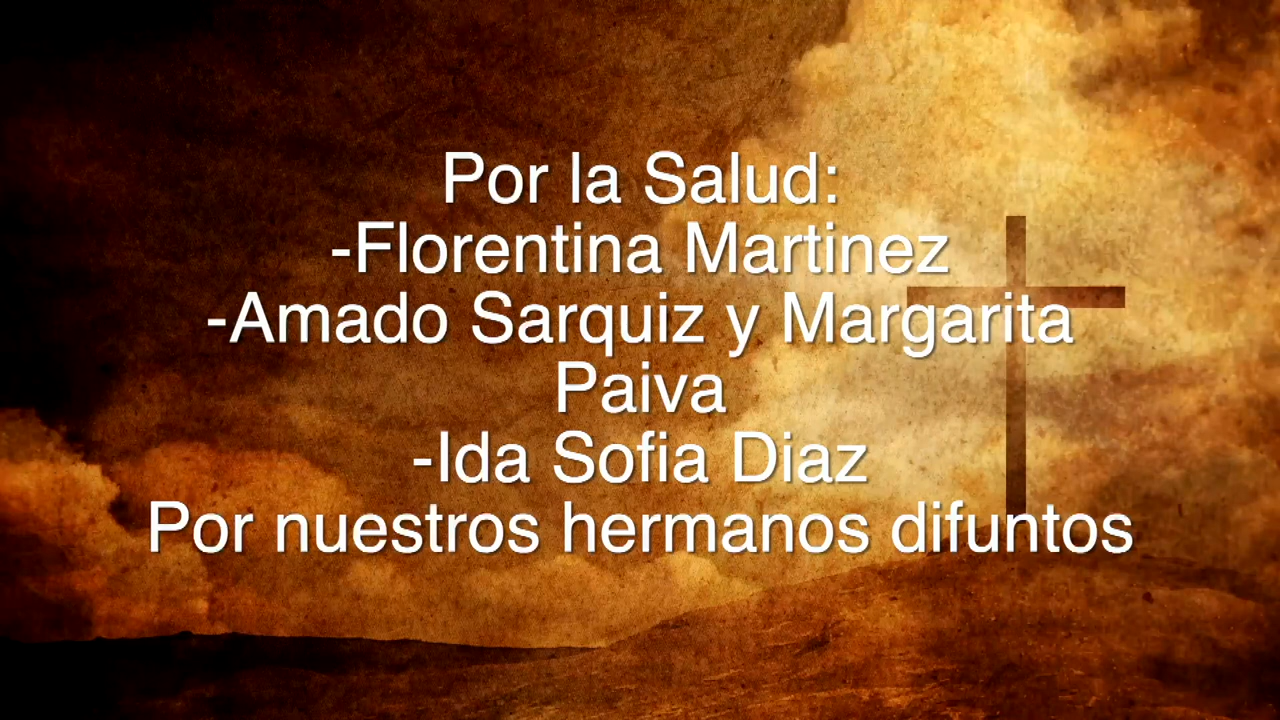 Por la Salud:
-Florentina Martinez
-Amado Sarquiz y Margarita
Paiva
-Ida Sofia Diaz
Por nuestros hermanos difuntos